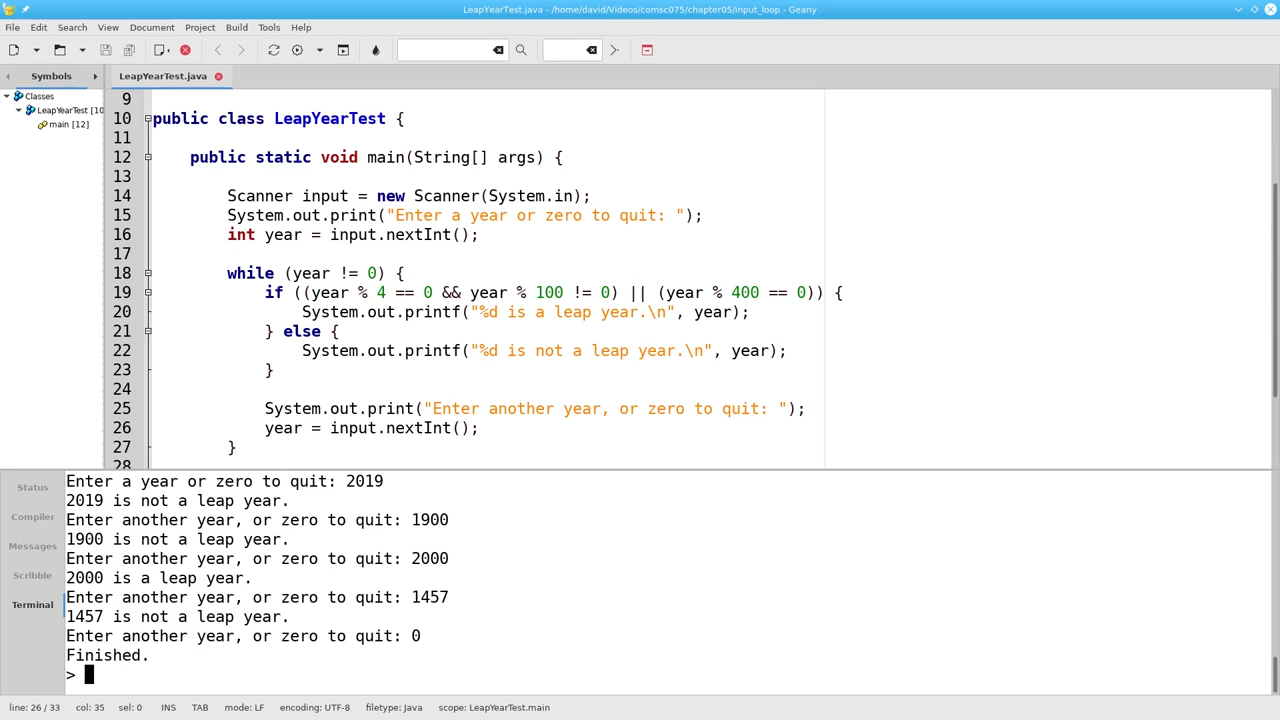 LeapYearTest.java - /home/david/Videos/comsc075/chapter05/input_loop - Geany
File Edit Search View Document Project Build Tools Help
Symbols LeapYearTest.java
Classes
LeapYearTest [10
main [12]
9
10 public class LeapYearTest {
11
12 public static void main(String[] args) {
13
14 Scanner input = new Scanner(System.in);
15 System.out.print("Enter a year or zero to quit: ");
16 int year = input.nextInt();
17
18 while (year != 0) {
19 if ((year % 4 == 0 && year % 100 != 0) || (year % 400 == 0)) {
20 System.out.printf("%d is a leap year.\n", year);
21 } else {
22 System.out.printf("%d is not a leap year.\n", year);
23 }
24
25 System.out.print("Enter another year, or zero to quit: ");
26 year = input.nextInt();
27 }
28
Status
Compiler
Messages
Scribble
Terminal
Enter a year or zero to quit: 2019
2019 is not a leap year.
Enter another year, or zero to quit: 1900
1900 is not a leap year.
Enter another year, or zero to quit: 2000
2000 is a leap year.
Enter another year, or zero to quit: 1457
1457 is not a leap year.
Enter another year, or zero to quit: 0
Finished.
>
line: 26 / 33 col: 35 sel: 0 INS TAB mode: LF encoding: UTF-8 filetype: Java scope: LeapYearTest.main